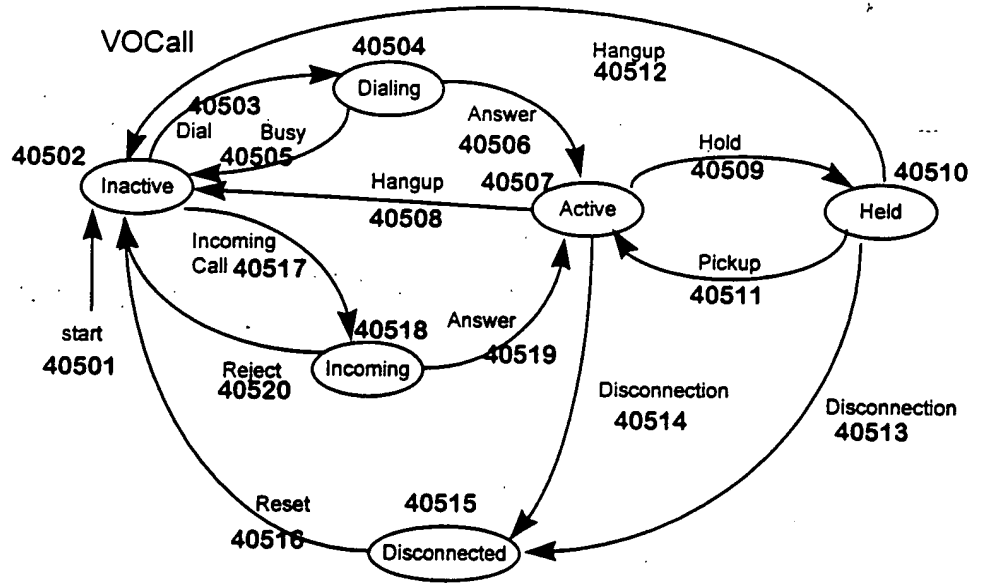 VOCall
40504
Dialing
Hangup
40512
40503
Dial
Busy
40505
Answer
40506
Hold
40509
40502
Inactive
Hangup
40508
40507
Active
40510
Held
Incoming
Call 40517
Pickup
40511
start
40501
40518
Incoming
Answer
40519
Reject
40520
Disconnection
40514
Disconnection
40513
Reset
40516
40515
Disconnected